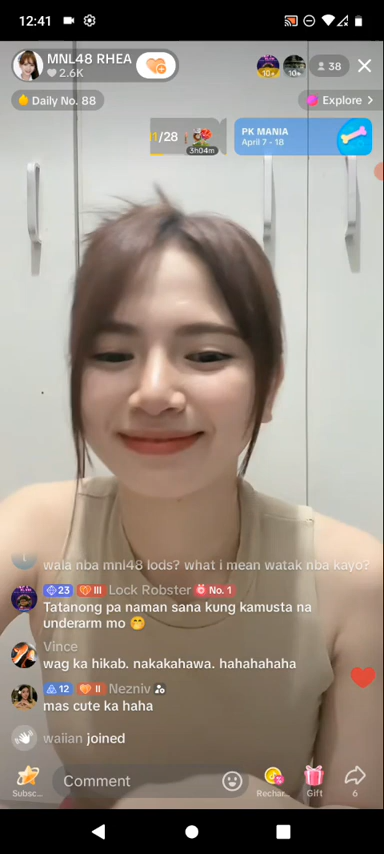 12:41
MNL48 RHEA
2.6K
10+
10+
38
Daily No. 88
Explore
1/28
3h04m
PK MANIA
April 7 - 18
wala nba mnl48 lods? what i mean watak nba kayo?
23 III Lock Robster No. 1
Tatanong pa naman sana kung kamusta na
underarm mo
Vince
wag ka hikab. nakakahawa. hahahahaha
12 II Nezniv
mas cute ka haha
waiian joined
Subsc...
Comment
Rechar...
Gift
6